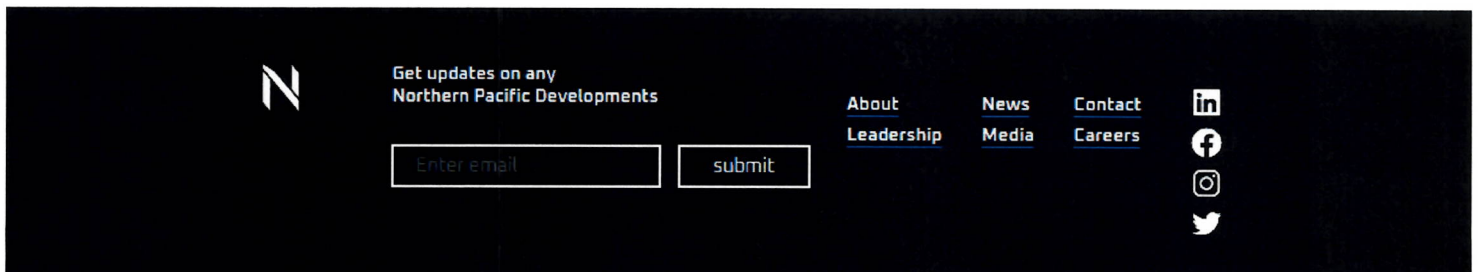 N
Get updates on any
Northern Pacific Developments
Enter email
submit
About
News
Contact
Leadership
Media
Careers
in
f